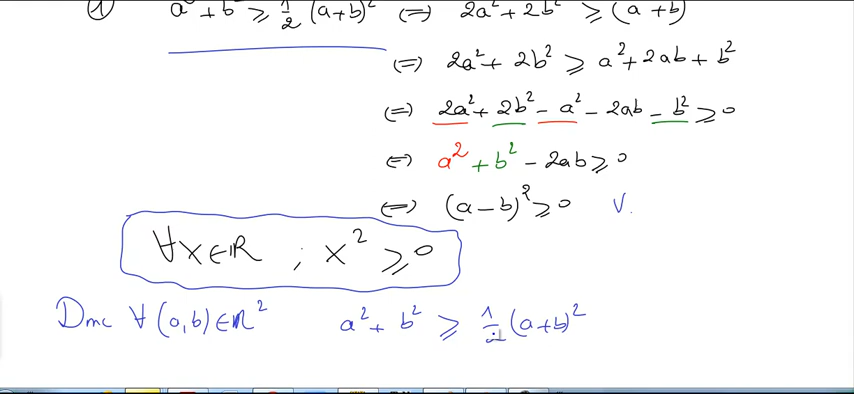 ① a² + b² ⩾ 1/2 (a+b)² ⇔ 2a² + 2b² ⩾ (a + b)²
⇔ 2a² + 2b² ⩾ a² + 2ab + b²
⇔ 2a² + 2b² - a² - 2ab - b² ⩾ 0
⇔ a² + b² - 2ab ⩾ 0
⇔ (a - b)² ⩾ 0 V.
∀x∈ℝ ; x² ⩾ 0
Dmc ∀ (a,b) ∈ ℝ² a² + b² ⩾ 1/2 (a+b)²